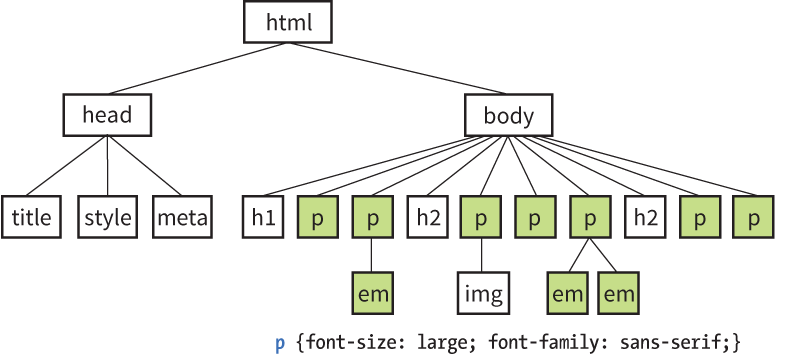 html
head body
title style meta h1 p p h2 p p p h2 p p
em img em em
p {font-size: large; font-family: sans-serif;}